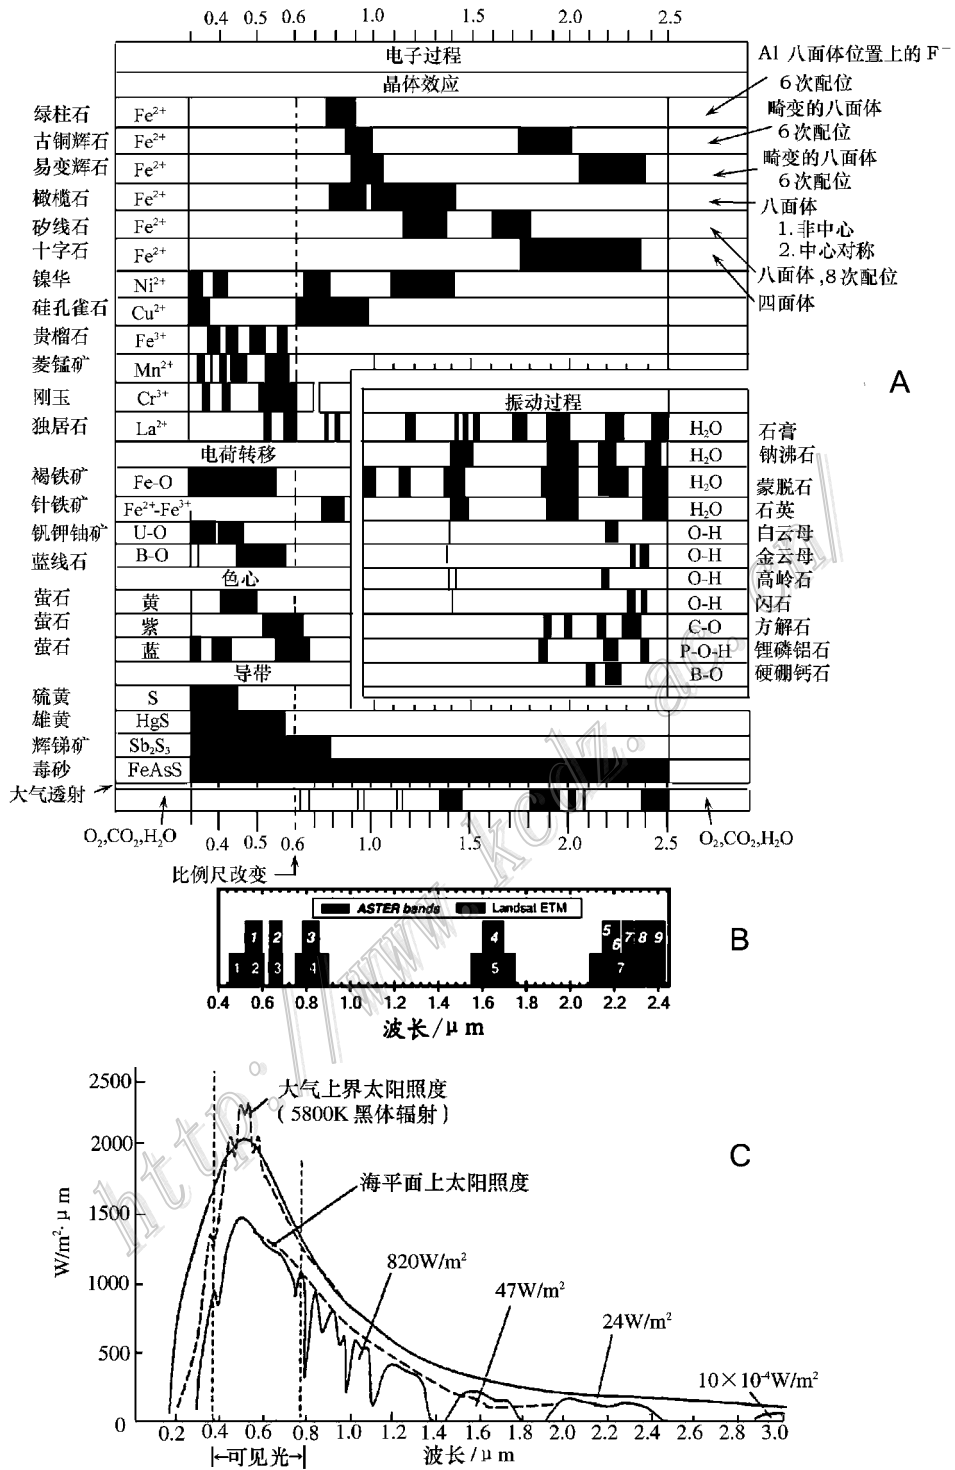 0.4 0.5 0.6 1.0 1.5 2.0 2.5
电子过程
Al 八面体位置上的 F⁻
晶体效应
6次配位
绿柱石 Fe²⁺
畸变的八面体
古铜辉石 Fe²⁺
6次配位
易变辉石 Fe²⁺
畸变的八面体
6次配位
橄榄石 Fe²⁺
八面体
矽线石 Fe²⁺
1.非中心
2.中心对称
十字石 Fe²⁺
镍华 Ni²⁺
八面体,8次配位
硅孔雀石 Cu²⁺
四面体
贵榴石 Fe³⁺
菱锰矿 Mn²⁺
A
刚玉 Cr³⁺
振动过程
独居石 La²⁺
H₂O 石膏
电荷转移
H₂O 钠沸石
褐铁矿 Fe-O
H₂O 蒙脱石
针铁矿 Fe²⁺-Fe³⁺
H₂O 石英
钒钾铀矿 U-O
O-H 白云母
蓝线石 B-O
O-H 金云母
色心
O-H 高岭石
萤石 黄
O-H 闪石
萤石 紫
C-O 方解石
萤石 蓝
P-O-H 锂磷铝石
导带
B-O 硬硼钙石
硫黄 S
雄黄 HgS
辉锑矿 Sb₂S₃
毒砂 FeAsS
大气透射
O₂,CO₂,H₂O
0.4 0.5 0.6 1.0 1.5 2.0 2.5
O₂,CO₂,H₂O
比例尺改变
ASTER bands Landsat ETM
B
1 2 3 4 5 6 7 8 9
1 2 3 4 5 7
0.4 0.6 0.8 1.0 1.2 1.4 1.6 1.8 2.0 2.2 2.4
波长/μm
2500
大气上界太阳照度
(5800K 黑体辐射)
2000
C
海平面上太阳照度
1500
W/m²·μm
820W/m²
1000
47W/m²
24W/m²
500
10×10⁻⁴W/m²
0
0.2 0.4 0.6 0.8 1.0 1.2 1.4 1.6 1.8 2.0 2.2 2.4 2.6 2.8 3.0
可见光
波长/μm
http://www.kcdz.ac.cn/